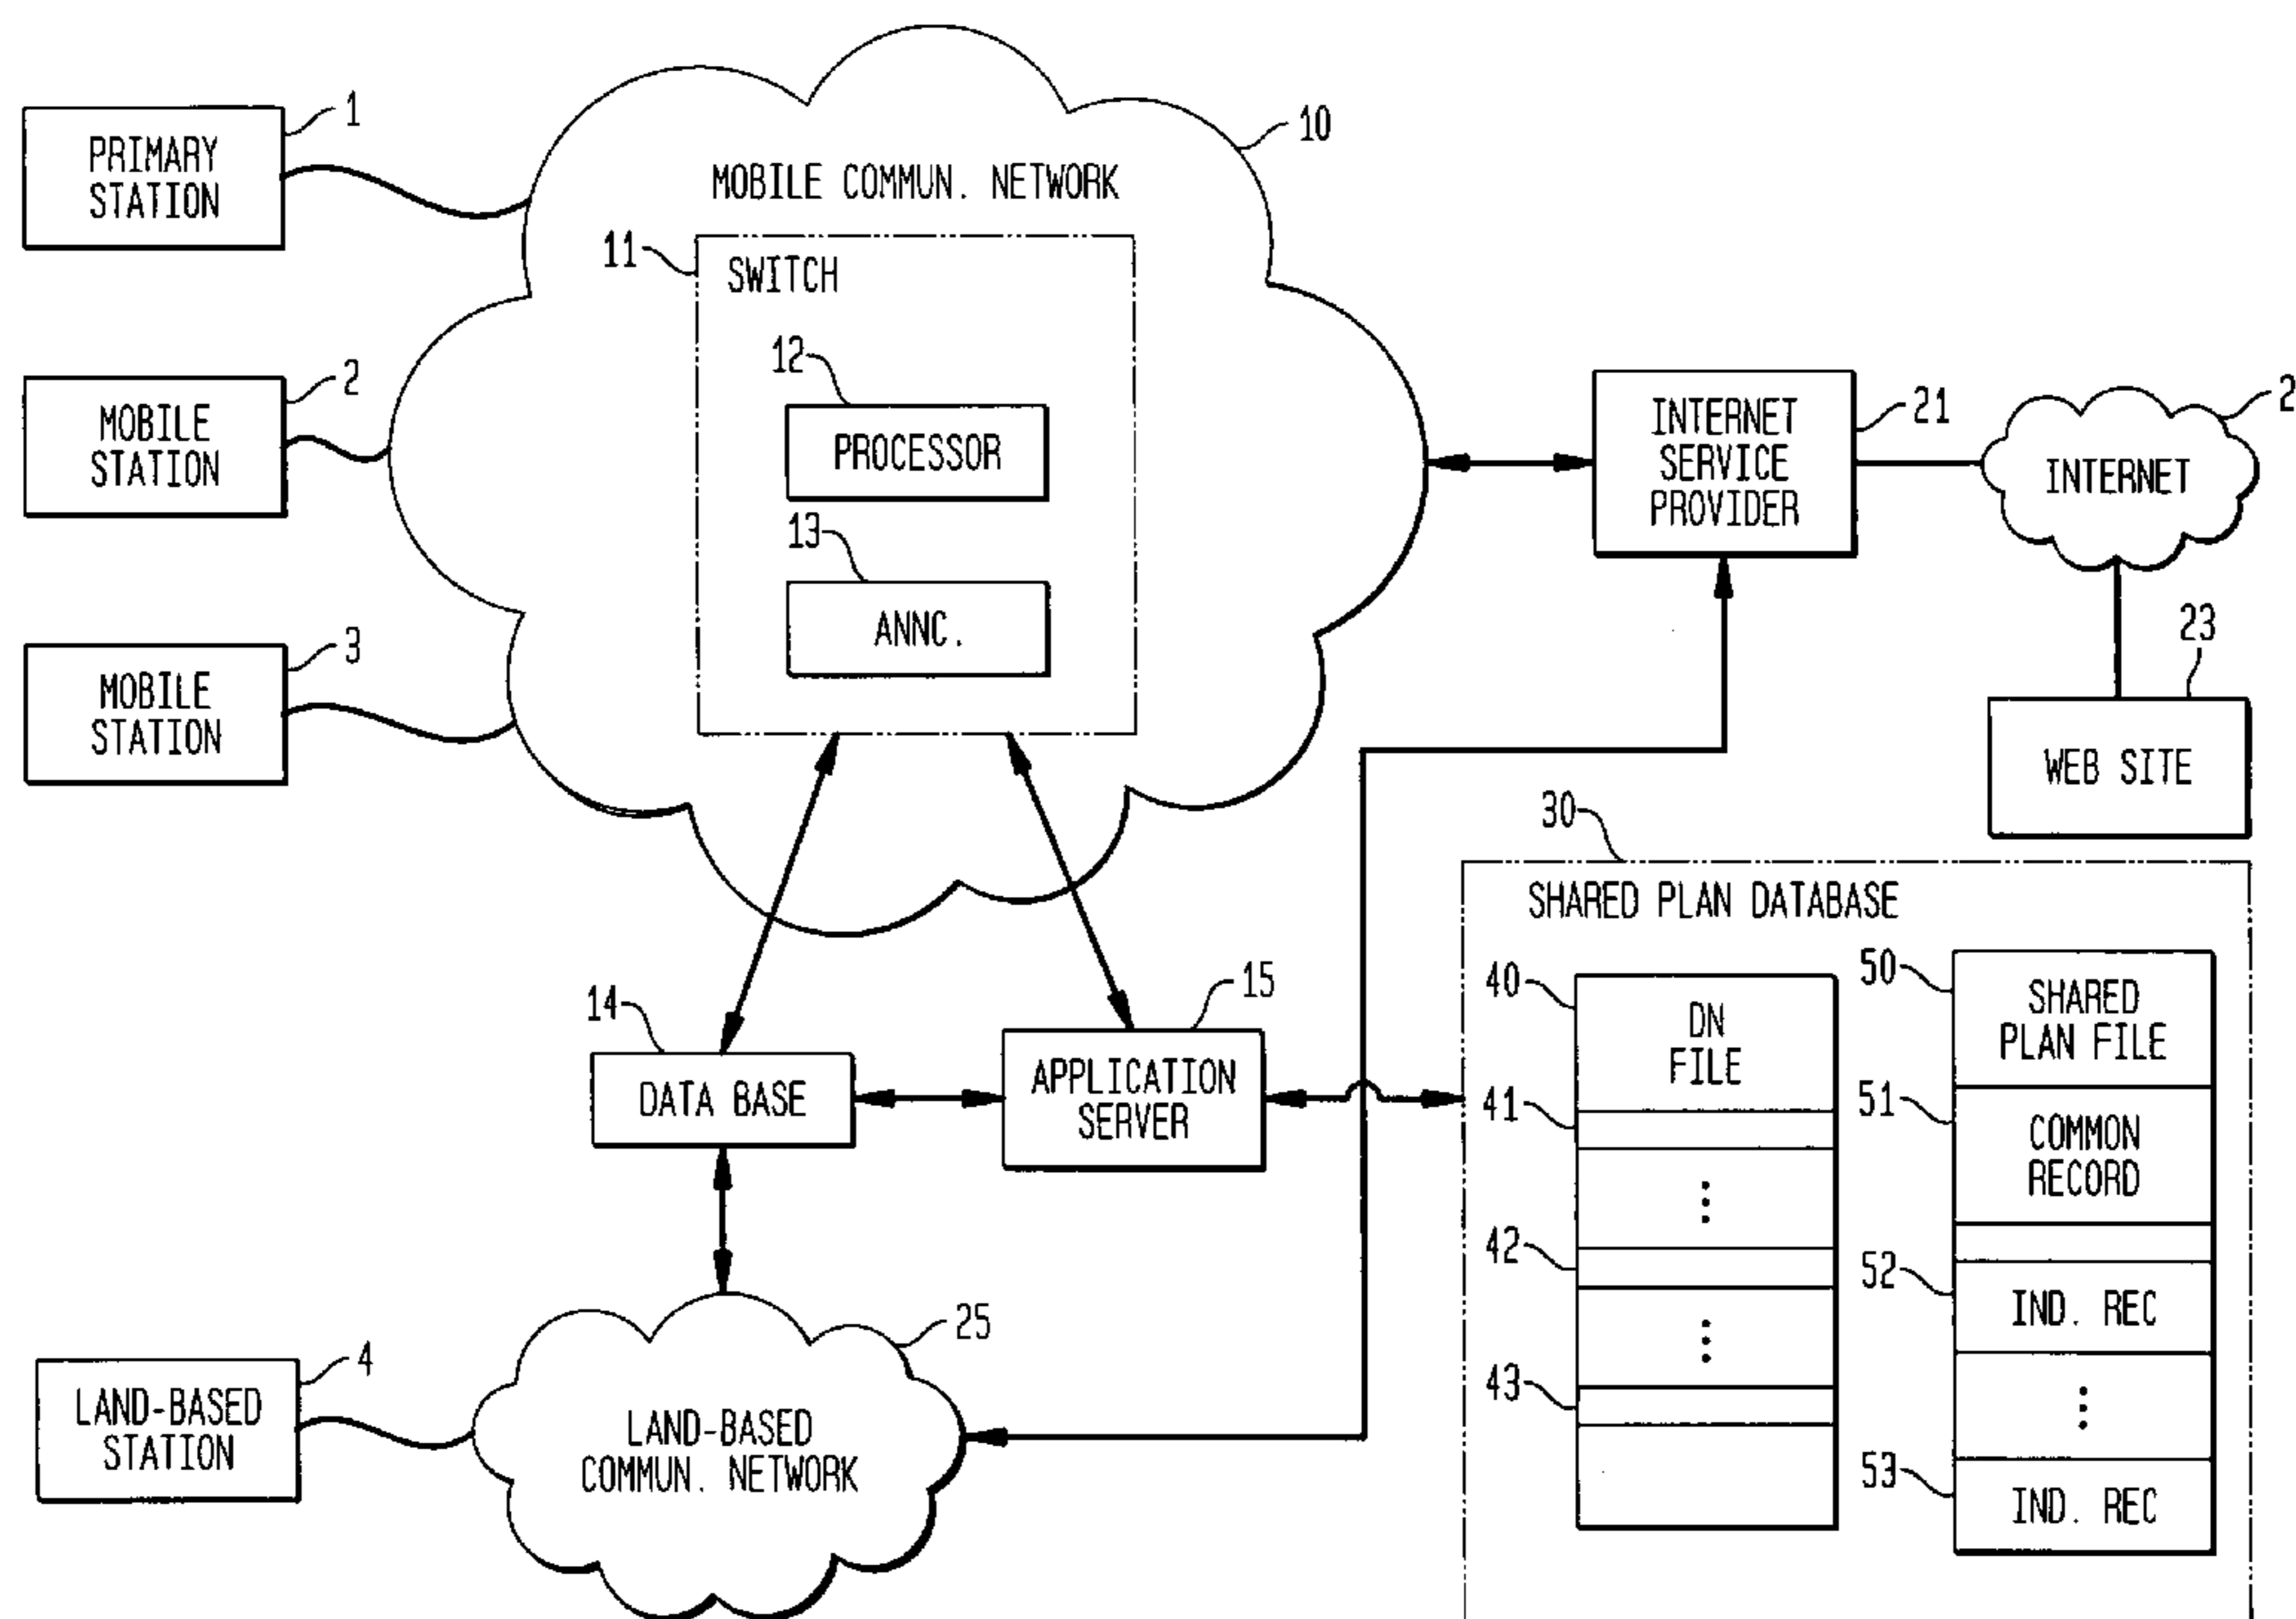 1
PRIMARY
STATION
2
MOBILE
STATION
3
MOBILE
STATION
10
MOBILE COMMUN. NETWORK
11
SWITCH
12
PROCESSOR
13
ANNC.
INTERNET
SERVICE
PROVIDER
21
2
INTERNET
23
WEB SITE
14
DATA BASE
15
APPLICATION
SERVER
4
LAND-BASED
STATION
25
LAND-BASED
COMMUN. NETWORK
30
SHARED PLAN DATABASE
40
DN
FILE
41
42
43
50
SHARED
PLAN FILE
51
COMMON
RECORD
52
IND. REC
53
IND. REC